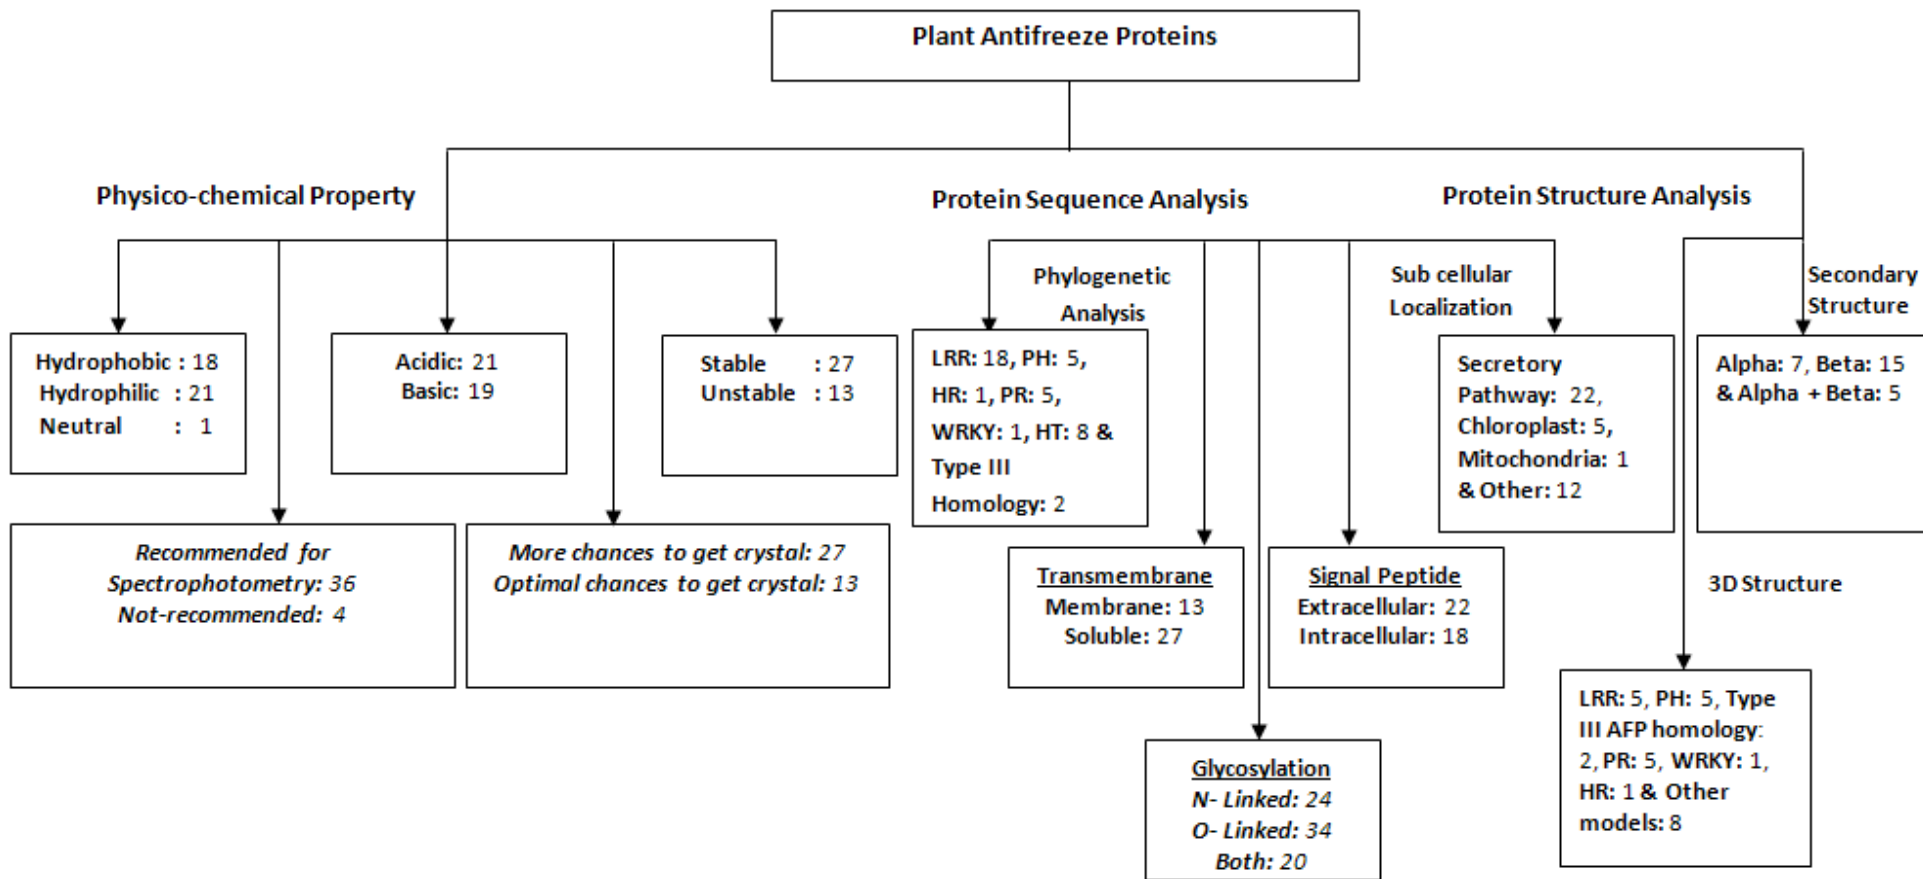 Plant Antifreeze Proteins
Physico-chemical Property
Protein Sequence Analysis
Protein Structure Analysis
Phylogenetic
Analysis
Sub cellular
Localization
Secondary
Structure
Hydrophobic : 18
Hydrophilic : 21
Neutral : 1
Acidic: 21
Basic: 19
Stable : 27
Unstable : 13
LRR: 18, PH: 5,
HR: 1, PR: 5,
WRKY: 1, HT: 8 &
Type III
Homology: 2
Secretory
Pathway: 22,
Chloroplast: 5,
Mitochondria: 1
& Other: 12
Alpha: 7, Beta: 15
& Alpha + Beta: 5
Recommended for
Spectrophotometry: 36
Not-recommended: 4
More chances to get crystal: 27
Optimal chances to get crystal: 13
Transmembrane
Membrane: 13
Soluble: 27
Signal Peptide
Extracellular: 22
Intracellular: 18
3D Structure
Glycosylation
N- Linked: 24
O- Linked: 34
Both: 20
LRR: 5, PH: 5, Type
III AFP homology:
2, PR: 5, WRKY: 1,
HR: 1 & Other
models: 8